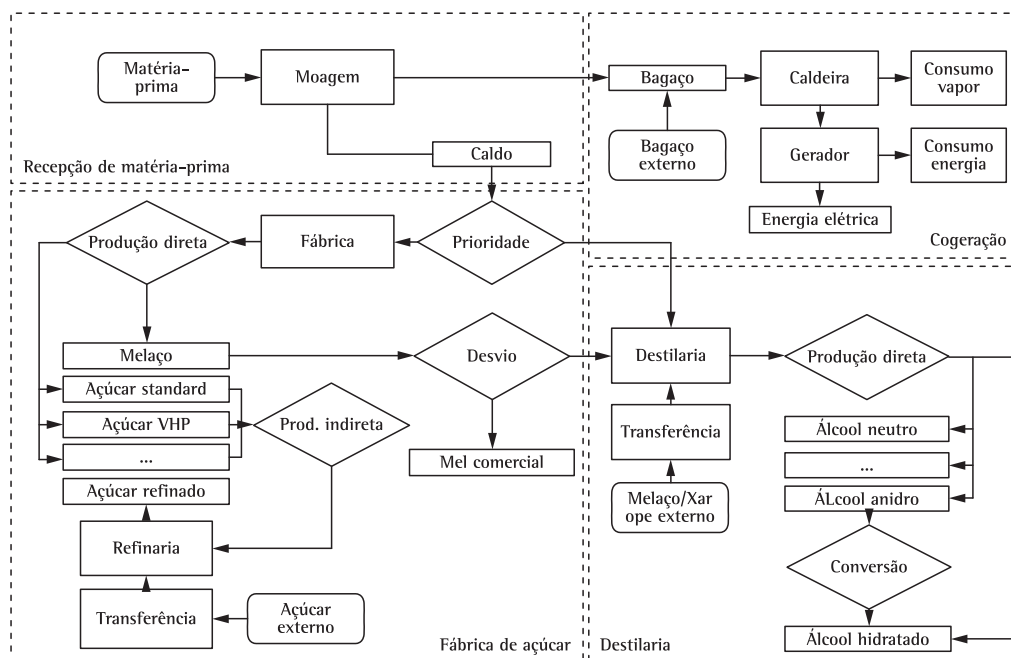 Matéria-
prima
Moagem
Caldo
Recepção de matéria-prima
Bagaço
Bagaço
externo
Caldeira
Consumo
vapor
Gerador
Consumo
energia
Energia elétrica
Cogeração
Produção direta
Fábrica
Prioridade
Melaço
Desvio
Açúcar standard
Açúcar VHP
...
Prod. indireta
Mel comercial
Açúcar refinado
Refinaria
Transferência
Açúcar
externo
Fábrica de açúcar
Destilaria
Produção direta
Transferência
Melaço/Xar
ope externo
Álcool neutro
...
ÁLcool anidro
Conversão
Álcool hidratado
Destilaria